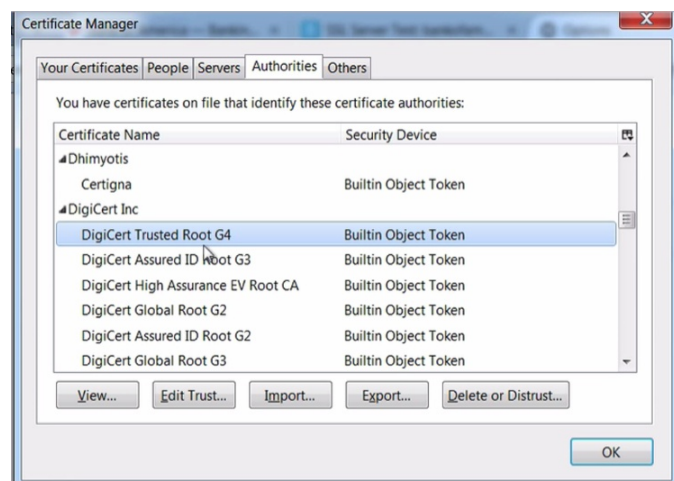 Certificate Manager
Your Certificates People Servers Authorities Others
You have certificates on file that identify these certificate authorities:
Certificate Name Security Device
Dhimyotis
Certigna Builtin Object Token
DigiCert Inc
DigiCert Trusted Root G4 Builtin Object Token
DigiCert Assured ID Root G3 Builtin Object Token
DigiCert High Assurance EV Root CA Builtin Object Token
DigiCert Global Root G2 Builtin Object Token
DigiCert Assured ID Root G2 Builtin Object Token
DigiCert Global Root G3 Builtin Object Token
View... Edit Trust... Import... Export... Delete or Distrust...
OK